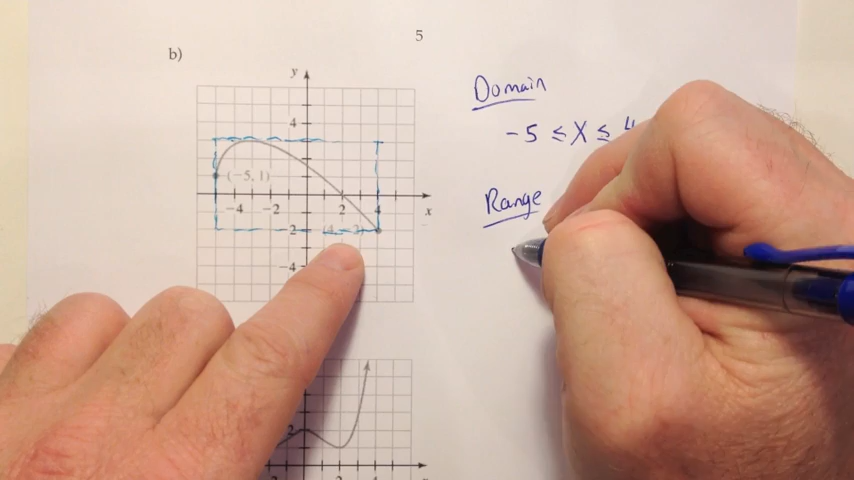 5
b)
y
4
(−5, 1)
−4 −2 2 4 x
−2
−4
2
−2 2 4
Domain
-5 ≤ x ≤ 4
Range